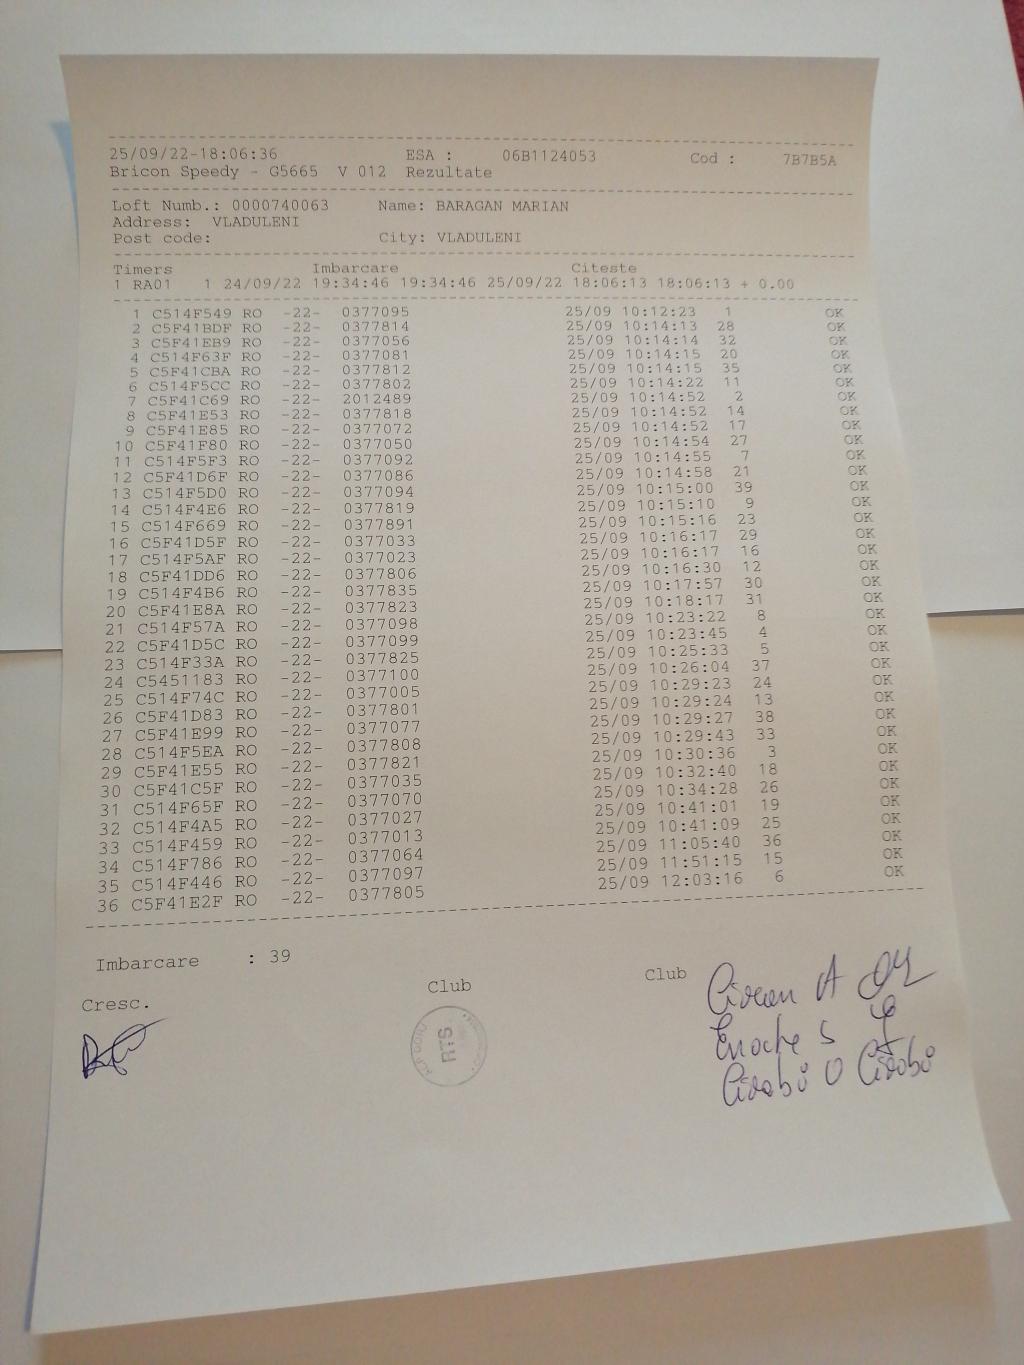 25/09/22-18:06:36 ESA : 06B1124053 Cod : 7B7B5A
Bricon Speedy - G5665 V 012 Rezultate
Loft Numb.: 0000740063 Name: BARAGAN MARIAN
Address: VLADULENI
Post code: City: VLADULENI
Timers Imbarcare Citeste
1 RA01 1 24/09/22 19:34:46 19:34:46 25/09/22 18:06:13 18:06:13 + 0.00
1 C514F549 RO -22- 0377095 25/09 10:12:23 1 OK
2 C5F41BDF RO -22- 0377814 25/09 10:14:13 28 OK
3 C5F41EB9 RO -22- 0377056 25/09 10:14:14 32 OK
4 C514F63F RO -22- 0377081 25/09 10:14:15 20 OK
5 C5F41CBA RO -22- 0377812 25/09 10:14:15 35 OK
6 C514F5CC RO -22- 0377802 25/09 10:14:22 11 OK
7 C5F41C69 RO -22- 2012489 25/09 10:14:52 2 OK
8 C5F41E53 RO -22- 0377818 25/09 10:14:52 14 OK
9 C5F41E85 RO -22- 0377072 25/09 10:14:52 17 OK
10 C5F41F80 RO -22- 0377050 25/09 10:14:54 27 OK
11 C514F5F3 RO -22- 0377092 25/09 10:14:55 7 OK
12 C5F41D6F RO -22- 0377086 25/09 10:14:58 21 OK
13 C514F5D0 RO -22- 0377094 25/09 10:15:00 39 OK
14 C514F4E6 RO -22- 0377819 25/09 10:15:10 9 OK
15 C514F669 RO -22- 0377891 25/09 10:15:16 23 OK
16 C5F41D5F RO -22- 0377033 25/09 10:16:17 29 OK
17 C514F5AF RO -22- 0377023 25/09 10:16:17 16 OK
18 C5F41DD6 RO -22- 0377806 25/09 10:16:30 12 OK
19 C514F4B6 RO -22- 0377835 25/09 10:17:57 30 OK
20 C5F41E8A RO -22- 0377823 25/09 10:18:17 31 OK
21 C514F57A RO -22- 0377098 25/09 10:23:22 8 OK
22 C5F41D5C RO -22- 0377099 25/09 10:23:45 4 OK
23 C514F33A RO -22- 0377825 25/09 10:25:33 5 OK
24 C5451183 RO -22- 0377100 25/09 10:26:04 37 OK
25 C514F74C RO -22- 0377005 25/09 10:29:23 24 OK
26 C5F41D83 RO -22- 0377801 25/09 10:29:24 13 OK
27 C5F41E99 RO -22- 0377077 25/09 10:29:27 38 OK
28 C514F5EA RO -22- 0377808 25/09 10:29:43 33 OK
29 C5F41E55 RO -22- 0377821 25/09 10:30:36 3 OK
30 C5F41C5F RO -22- 0377035 25/09 10:32:40 18 OK
31 C514F65F RO -22- 0377070 25/09 10:34:28 26 OK
32 C514F4A5 RO -22- 0377027 25/09 10:41:01 19 OK
33 C514F459 RO -22- 0377013 25/09 10:41:09 25 OK
34 C514F786 RO -22- 0377064 25/09 11:05:40 36 OK
35 C514F446 RO -22- 0377097 25/09 11:51:15 15 OK
36 C5F41E2F RO -22- 0377805 25/09 12:03:16 6 OK
Imbarcare : 39
Cresc. Club Club
Enache S